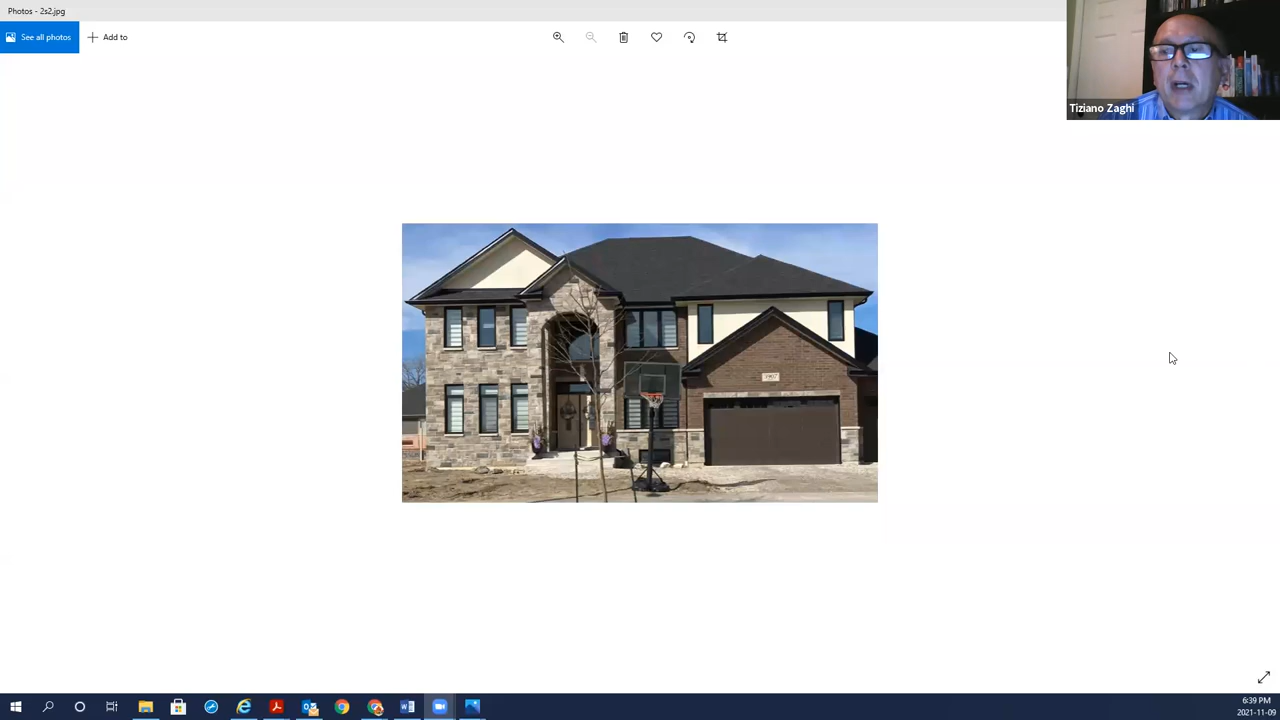 Photos - 2s2.jpg
See all photos
Add to
Tiziano Zaghi
6:39 PM
2021-11-09